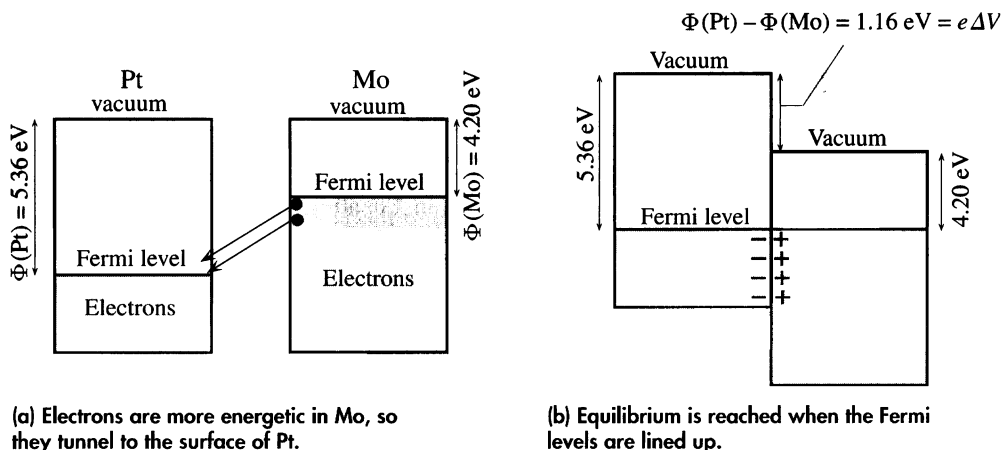 Φ(Pt) − Φ(Mo) = 1.16 eV = e ΔV
Pt
vacuum
Mo
vacuum
Φ(Pt) = 5.36 eV
Fermi level
Electrons
Φ(Mo) = 4.20 eV
Fermi level
Electrons
Vacuum
5.36 eV
Fermi level
Vacuum
4.20 eV
− +
− +
− +
− +
(a) Electrons are more energetic in Mo, so
they tunnel to the surface of Pt.
(b) Equilibrium is reached when the Fermi
levels are lined up.